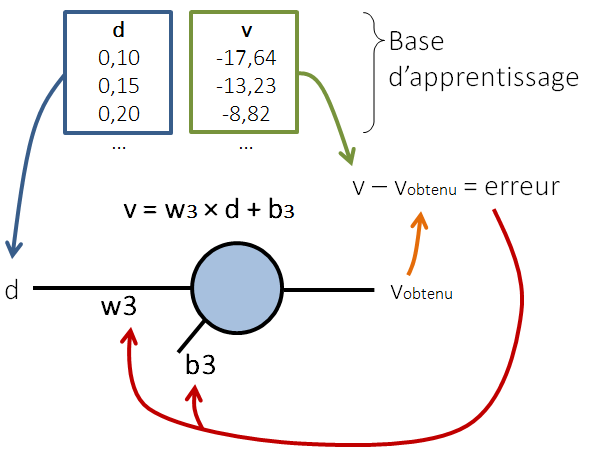 d
0,10
0,15
0,20
...
v
-17,64
-13,23
-8,82
...
Base
d'apprentissage
v – vobtenu = erreur
v = w3 × d + b3
d
w3
b3
vobtenu